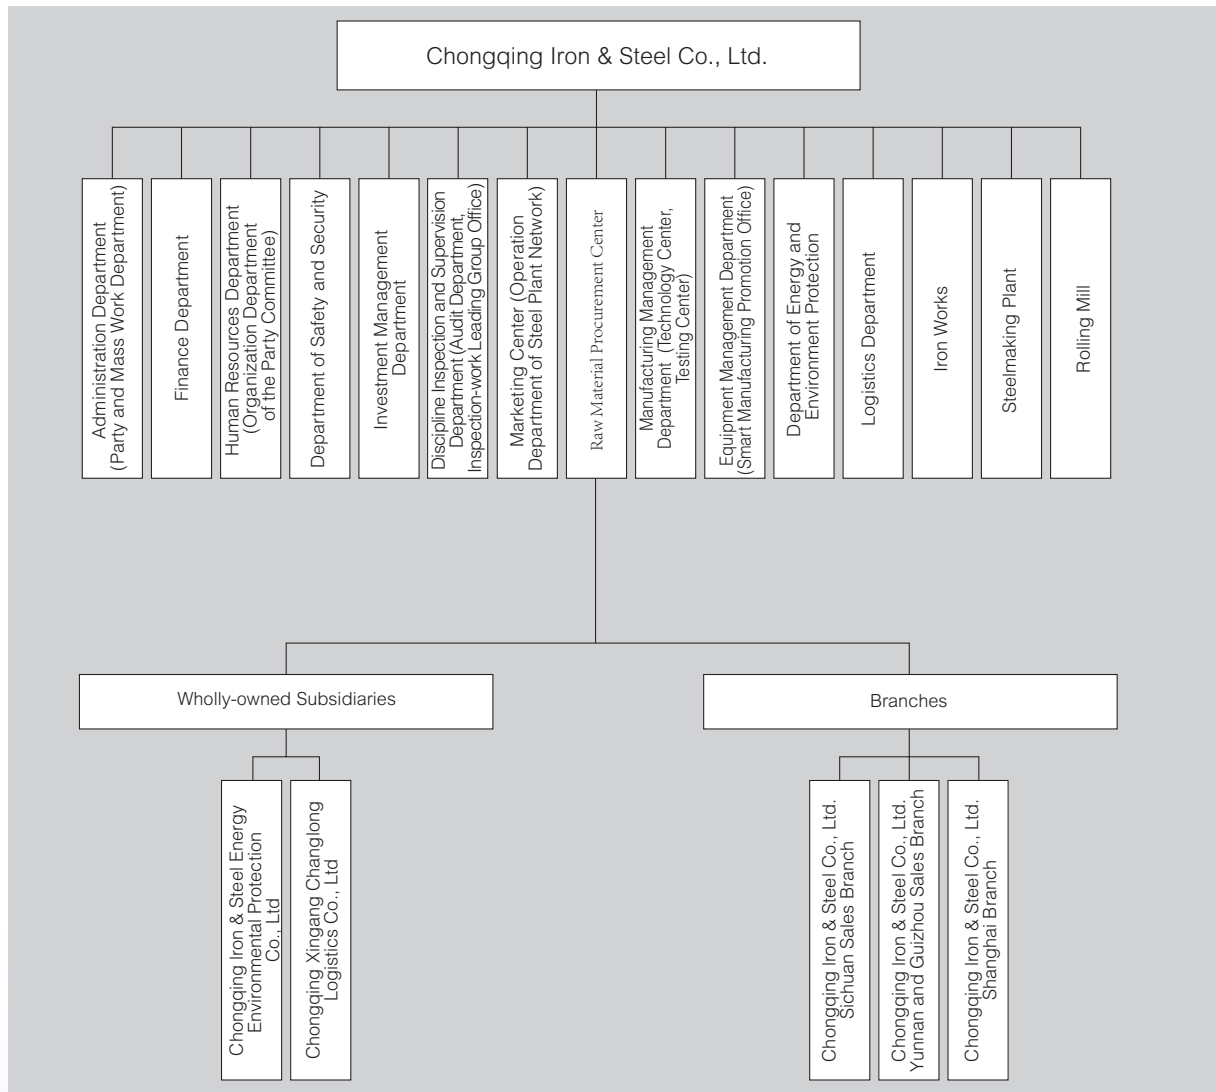 Chongqing Iron & Steel Co., Ltd.
Administration Department
(Party and Mass Work Department)
Finance Department
Human Resources Department
(Organization Department
of the Party Committee)
Department of Safety and Security
Investment Management
Department
Discipline Inspection and Supervision
Department (Audit Department,
Inspection-work Leading Group Office)
Marketing Center (Operation
Department of Steel Plant Network)
Raw Material Procurement Center
Manufacturing Management
Department (Technology Center,
Testing Center)
Equipment Management Department
(Smart Manufacturing Promotion Office)
Department of Energy and
Environment Protection
Logistics Department
Iron Works
Steelmaking Plant
Rolling Mill
Wholly-owned Subsidiaries
Branches
Chongqing Iron & Steel Energy
Environmental Protection
Co., Ltd
Chongqing Xingang Changlong
Logistics Co., Ltd
Chongqing Iron & Steel Co., Ltd.
Sichuan Sales Branch
Chongqing Iron & Steel Co., Ltd.
Yunnan and Guizhou Sales Branch
Chongqing Iron & Steel Co., Ltd.
Shanghai Branch